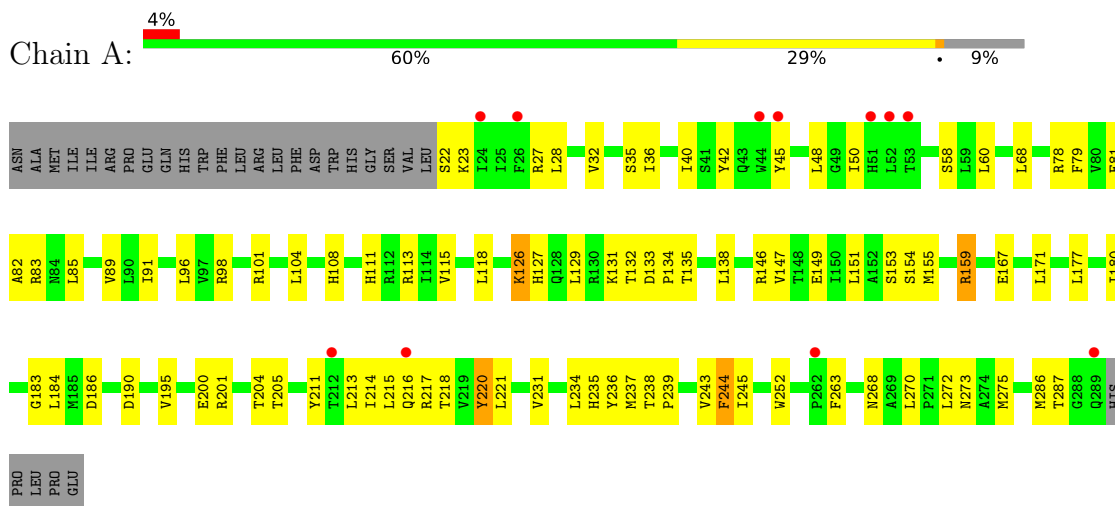 4%
Chain A:
60% 29% • 9%
ASN ALA MET ILE ILE ARG PRO GLU GLN HIS TRP PHE LEU ARG LEU PHE ASP TRP HIS GLY SER VAL LEU S22 K23 I24 I25 F26 R27 L28 V32 S35 I36 I40 S41 Y42 Q43 W44 Y45 L48 G49 I50 H51 L52 T53 S58 L59 L60 L68 R78 F79 V80 E81
A82 R83 N84 L85 V89 L90 I91 L96 V97 R98 R101 L104 H108 H111 R112 R113 I114 V115 L118 K126 H127 Q128 L129 R130 K131 T132 D133 P134 T135 L138 R146 V147 T148 E149 I150 L151 A152 S153 S154 M155 R159 E167 L171 L177 I180
G183 L184 M185 D186 D190 V195 E200 R201 T204 T205 Y211 T212 L213 I214 L215 Q216 R217 T218 V219 Y220 L221 V231 L234 H235 Y236 M237 T238 P239 V243 F244 I245 W252 P262 F263 N268 A269 L270 P271 L272 N273 A274 M275 M286 T287 G288 Q289 HIS
PRO LEU PRO GLU